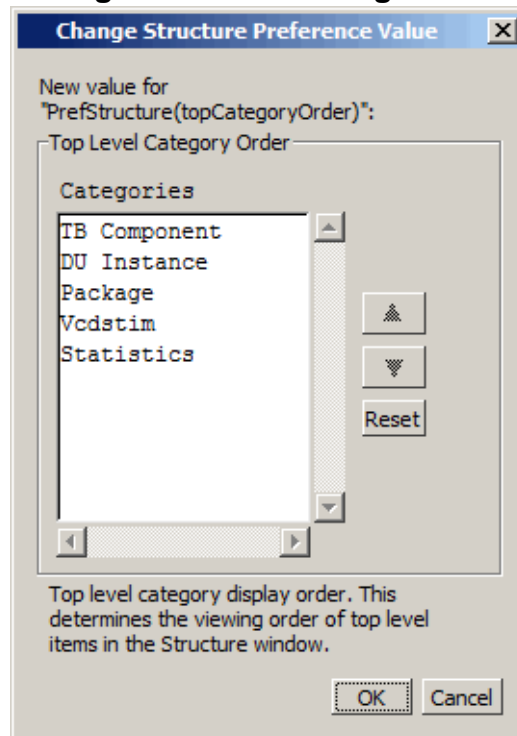 Change Structure Preference Value
New value for
"PrefStructure(topCategoryOrder)":
Top Level Category Order
Categories
TB Component
DU Instance
Package
Vcdstim
Statistics
Reset
Top level category display order. This
determines the viewing order of top level
items in the Structure window.
OK Cancel